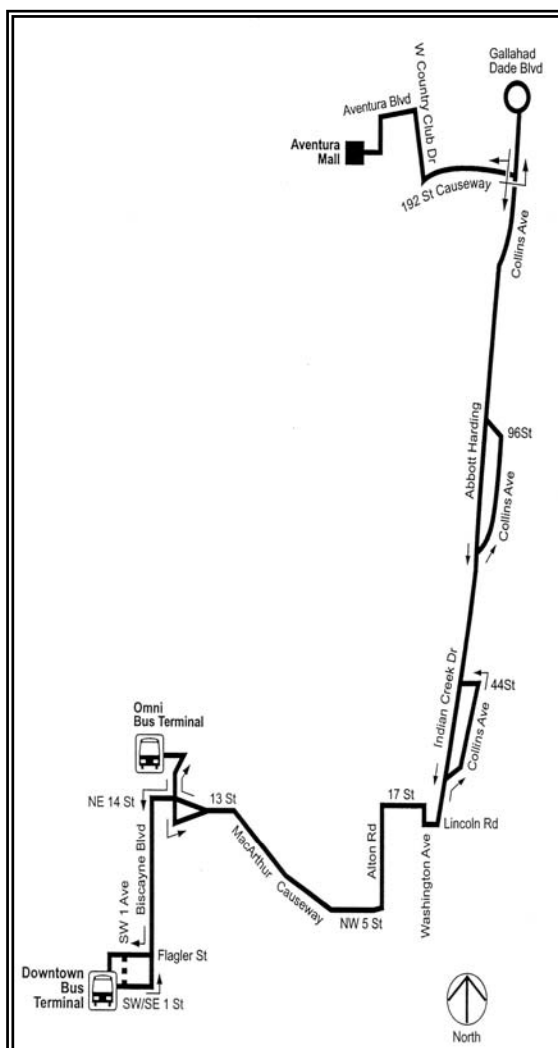 Gallahad
Dade Blvd
W Country Club Dr
Aventura Blvd
Aventura
Mall
192 St Causeway
Collins Ave
Abbott Harding
96St
Collins Ave
Indian Creek Dr
44St
Collins Ave
Omni
Bus Terminal
NE 14 St
13 St
17 St
Lincoln Rd
MacArthur Causeway
Alton Rd
Washington Ave
NW 5 St
SW 1 Ave
Biscayne Blvd
Flagler St
Downtown
Bus
Terminal
SW/SE 1 St
North